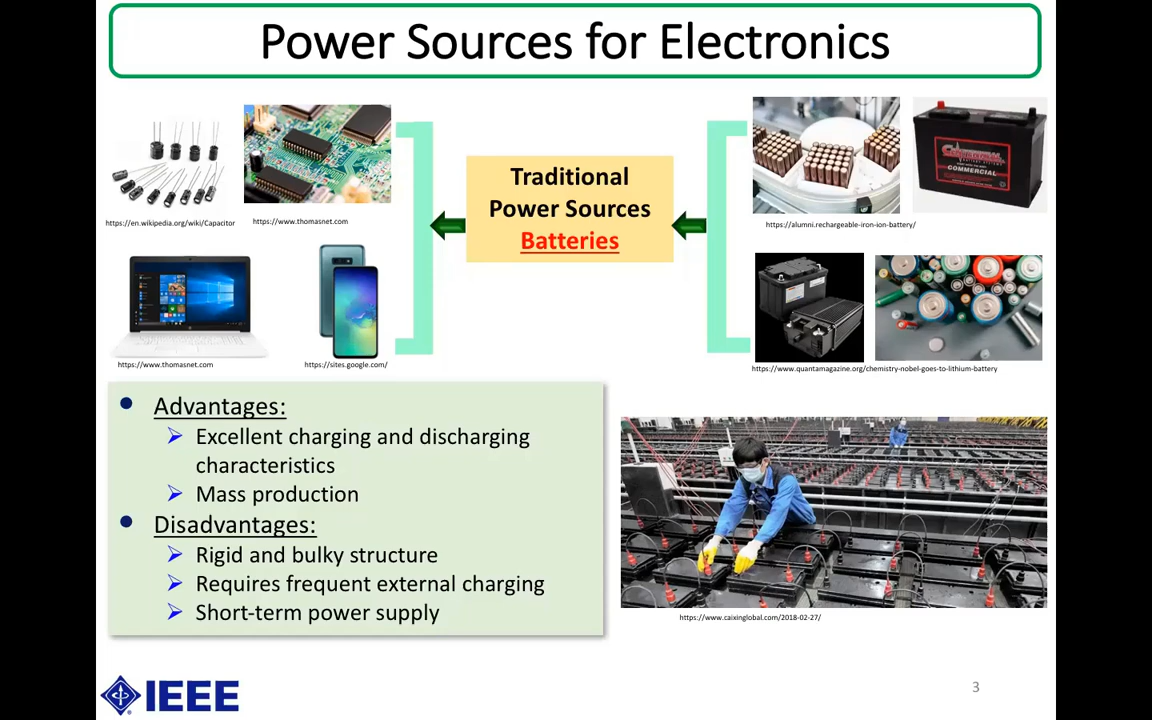 Power Sources for Electronics
https://en.wikipedia.org/wiki/Capacitor
https://www.thomasnet.com
https://www.thomasnet.com
https://sites.google.com/
Traditional
Power Sources
Batteries
COMMERCIAL
https://alumni.rechargeable-iron-ion-battery/
https://www.quantamagazine.org/chemistry-nobel-goes-to-lithium-battery
Advantages:
Excellent charging and discharging
characteristics
Mass production
Disadvantages:
Rigid and bulky structure
Requires frequent external charging
Short-term power supply
https://www.caixinglobal.com/2018-02-27/
IEEE
3